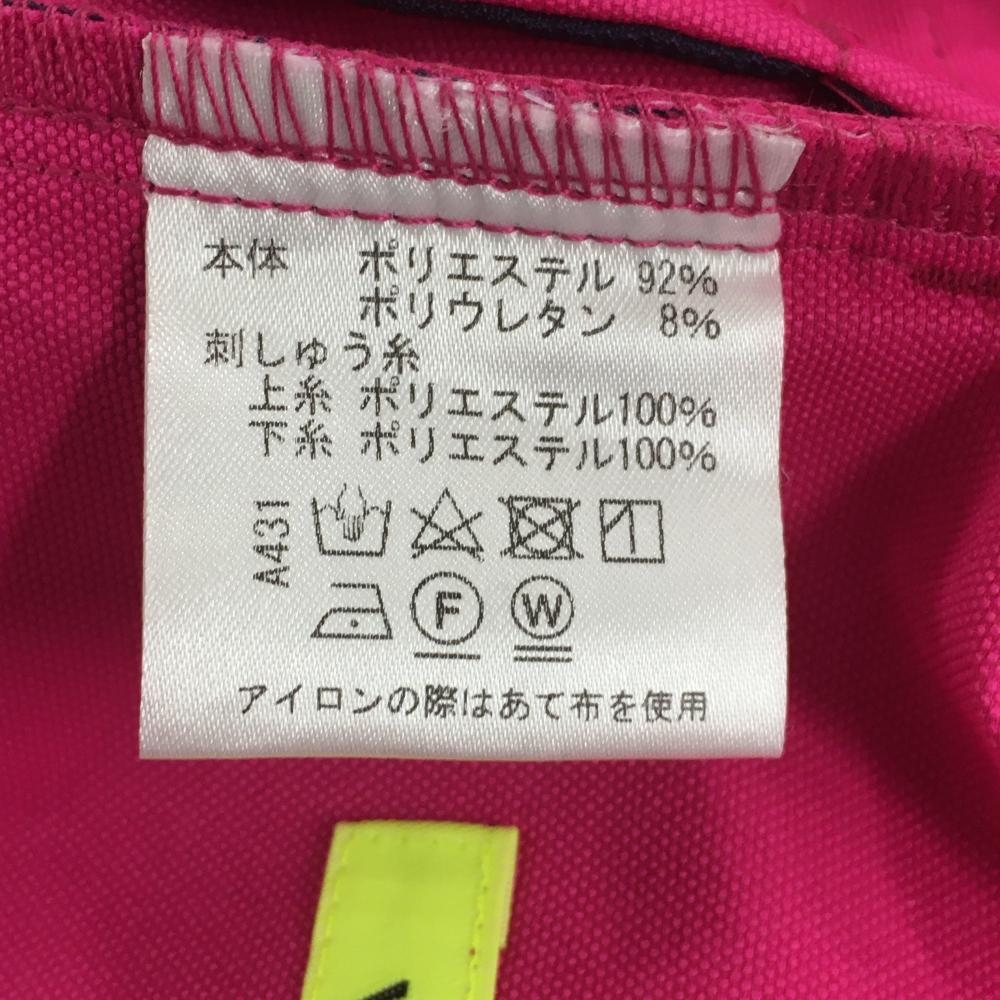 本体 ポリエステル 92%
ポリウレタン 8%
刺しゅう糸
上糸 ポリエステル100%
下糸 ポリエステル100%
A431
F W
アイロンの際はあて布を使用